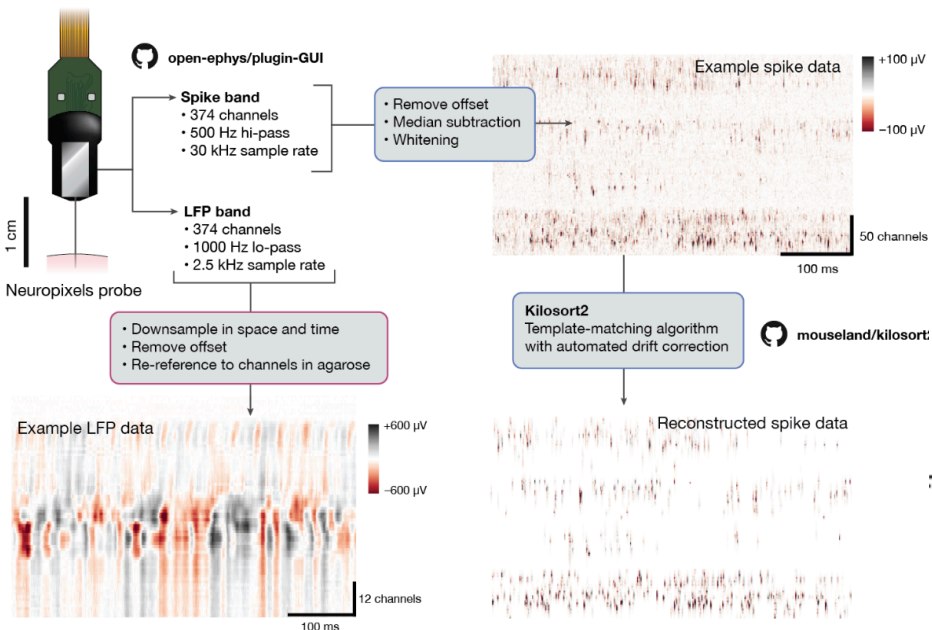 open-ephys/plugin-GUI
Spike band
• 374 channels
• 500 Hz hi-pass
• 30 kHz sample rate
• Remove offset
• Median subtraction
• Whitening
Example spike data
+100 µV
−100 µV
50 channels
100 ms
LFP band
• 374 channels
• 1000 Hz lo-pass
• 2.5 kHz sample rate
1 cm
Neuropixels probe
• Downsample in space and time
• Remove offset
• Re-reference to channels in agarose
Kilosort2
Template-matching algorithm
with automated drift correction
mouseland/kilosort2
Example LFP data
+600 µV
−600 µV
12 channels
100 ms
Reconstructed spike data